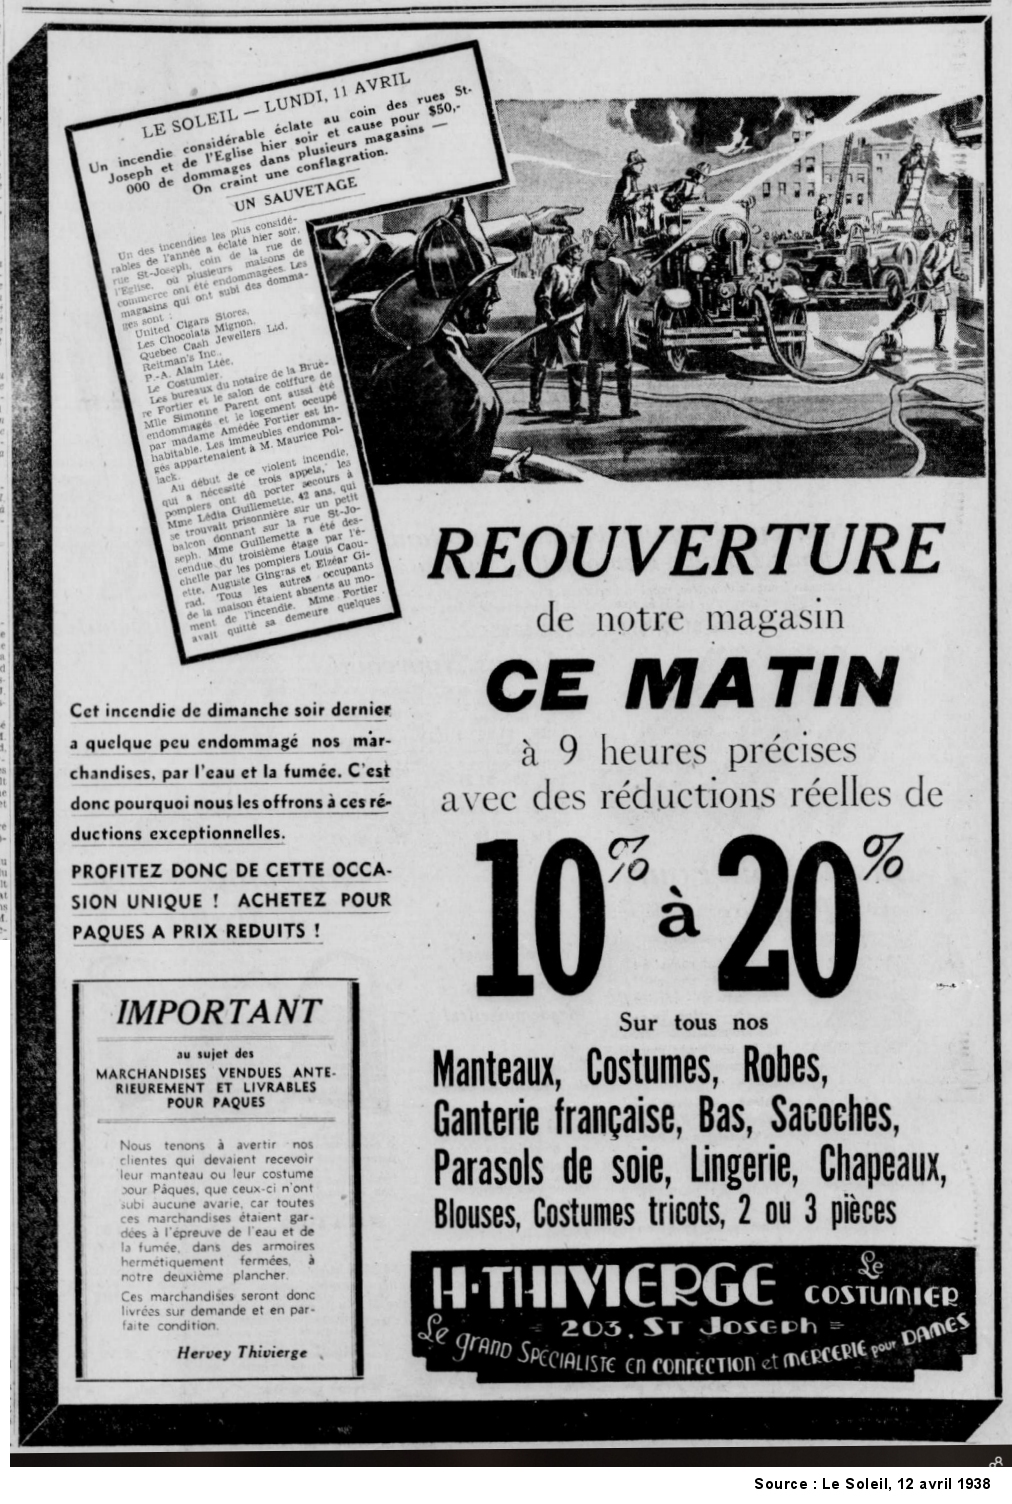 LE SOLEIL — LUNDI, 11 AVRIL
Un incendie considérable éclate au coin des rues St-
Joseph et de l'Eglise hier soir et cause pour $50,-
000 de dommages dans plusieurs magasins —
On craint une conflagration.
UN SAUVETAGE
Un des incendies les plus considé-
rables de l'année a éclaté hier soir,
rue St-Joseph, coin de la rue de
l'Eglise, où plusieurs maisons de
commerce ont été endommagées. Les
magasins qui ont subi des domma-
ges sont :
United Cigars Stores,
Les Chocolats Mignon,
Quebec Cash Jewellers Ltd.
Reitman's Inc.,
P.-A. Alain Ltée,
Le Costumier.
Les bureaux du notaire de la Bruè-
re Fortier et le salon de coiffure de
Mlle Simonne Parent ont aussi été
endommagés et le logement occupé
par madame Amédée Fortier est in-
habitable. Les immeubles endomma-
gés appartenaient à M. Maurice Pol-
lack.
Au début de ce violent incendie,
qui a nécessité trois appels, les
pompiers ont dû porter secours à
Mme Lédia Guillemette, 42 ans, qui
se trouvait prisonnière sur un petit
balcon donnant sur la rue St-Jo-
seph. Mme Guillemette a été des-
cendue du troisième étage par l'é-
chelle par les pompiers Louis Caou-
ette, Auguste Gingras et Elzéar Gi-
rad. Tous les autres occupants
de la maison étaient absents au mo-
ment de l'incendie. Mme Fortier
avait quitté sa demeure quelques
REOUVERTURE
de notre magasin
CE MATIN
à 9 heures précises
avec des réductions réelles de
10% à 20%
Sur tous nos
Manteaux, Costumes, Robes,
Ganterie française, Bas, Sacoches,
Parasols de soie, Lingerie, Chapeaux,
Blouses, Costumes tricots, 2 ou 3 pièces
Cet incendie de dimanche soir dernier
a quelque peu endommagé nos mar-
chandises, par l'eau et la fumée. C'est
donc pourquoi nous les offrons à ces ré-
ductions exceptionnelles.
PROFITEZ DONC DE CETTE OCCA-
SION UNIQUE ! ACHETEZ POUR
PAQUES A PRIX REDUITS !
IMPORTANT
au sujet des
MARCHANDISES VENDUES ANTE-
RIEUREMENT ET LIVRABLES
POUR PAQUES
Nous tenons à avertir nos
clientes qui devaient recevoir
leur manteau ou leur costume
pour Pâques, que ceux-ci n'ont
subi aucune avarie, car toutes
ces marchandises étaient gar-
dées à l'épreuve de l'eau et de
la fumée, dans des armoires
hermétiquement fermées, à
notre deuxième plancher.
Ces marchandises seront donc
livrées sur demande et en par-
faite condition.
Hervey Thivierge
H. THIVIERGE Le COSTUMIER
203, ST JOSEPH
Le GRAND SPÉCIALISTE EN CONFECTION et MERCERIE pour DAMES
Source : Le Soleil, 12 avril 1938